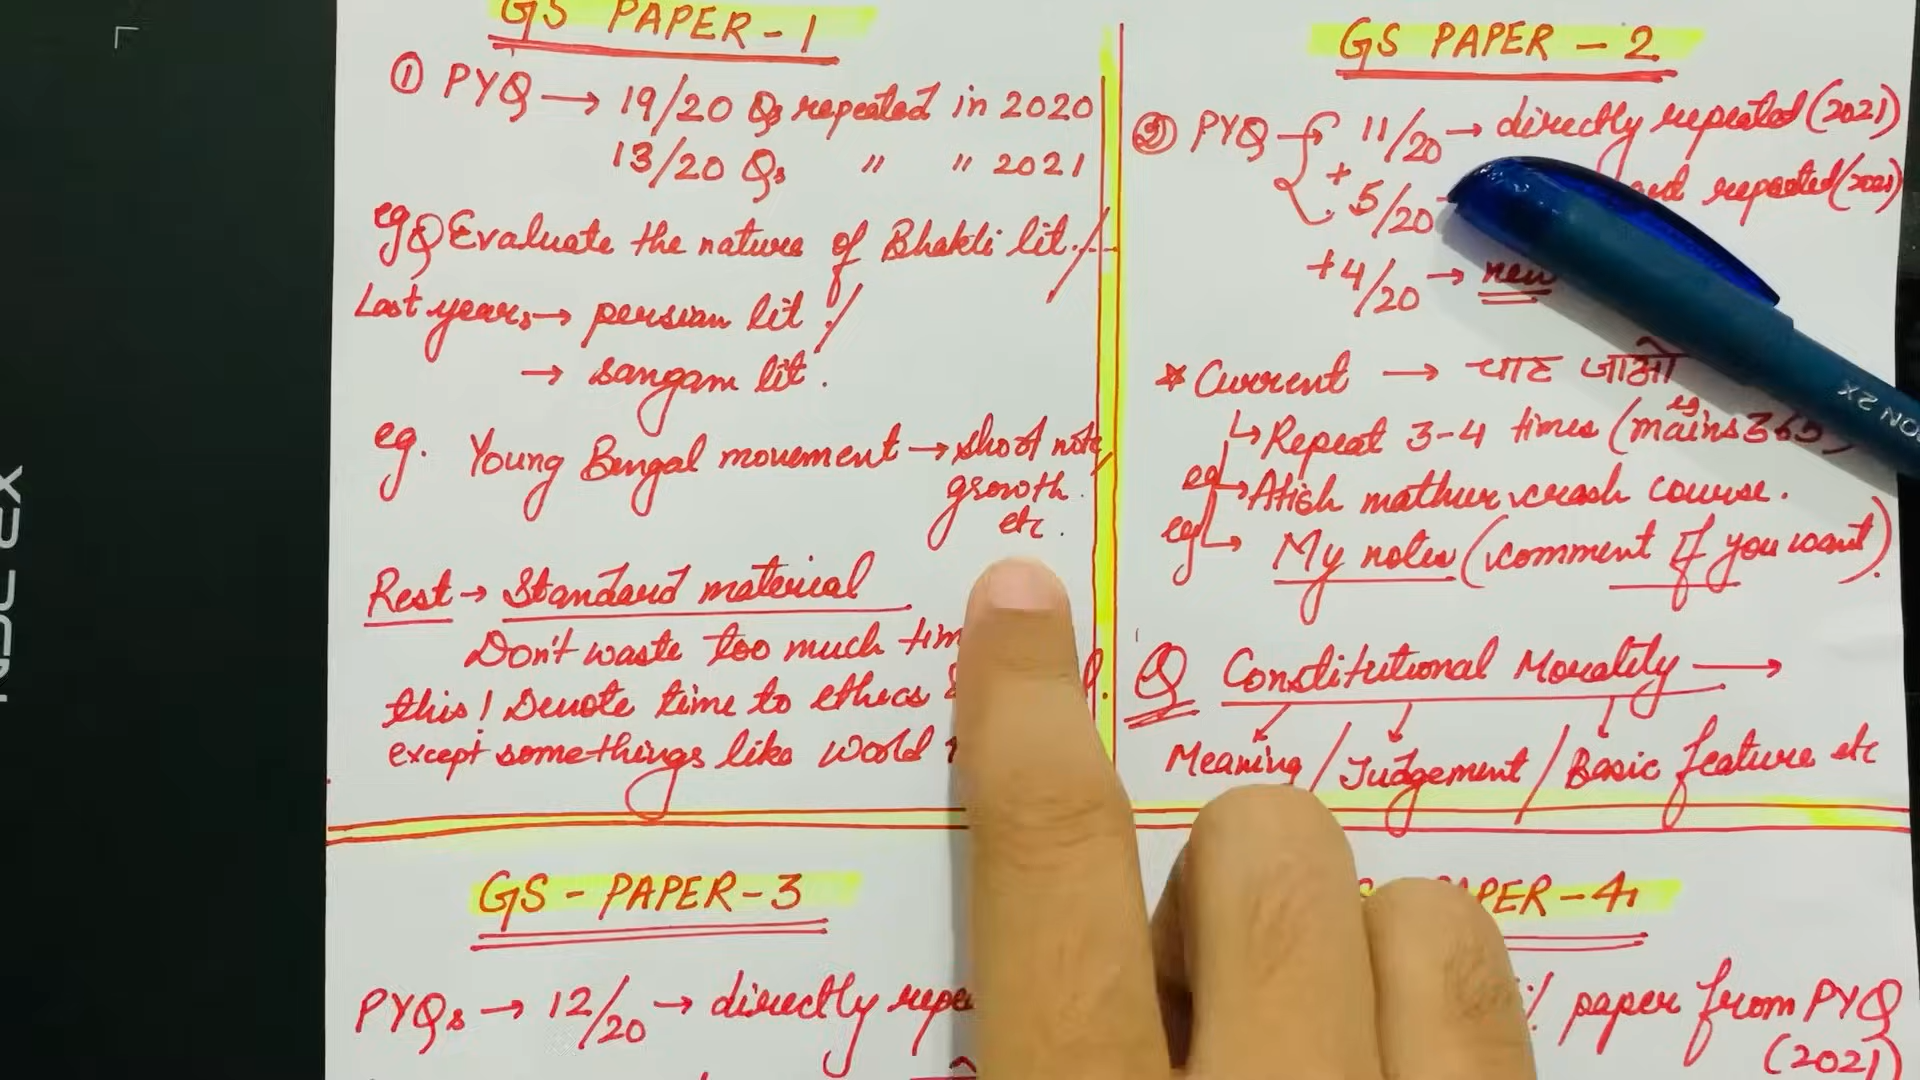 GS PAPER - 1
① PYQ → 19/20 Qs repeated in 2020
13/20 Qs " " 2021
eg Q Evaluate the nature of Bhakti lit./
Last years → persian lit /
→ sangam lit.
eg. Young Bengal movement → short note,
growth.
etc.
Rest → Standard material
Don't waste too much
this! Devote time to ethics
except somethings like world
GS PAPER - 2
② PYQ → 11/20 → directly repeated (2021)
+ 5/20 repeated (2021)
+4/20 → new
* Current → चाट जाओ
→ Repeat 3-4 times (mains 365)
eg → Atish mathur crash course.
eg → My notes (comment If you want).
Q Constitutional Morality →
Meaning / Judgement / Basic feature etc
GS - PAPER - 3
PYQs → 12/20 → directly
PAPER - 4
paper from PYQ
(2021)